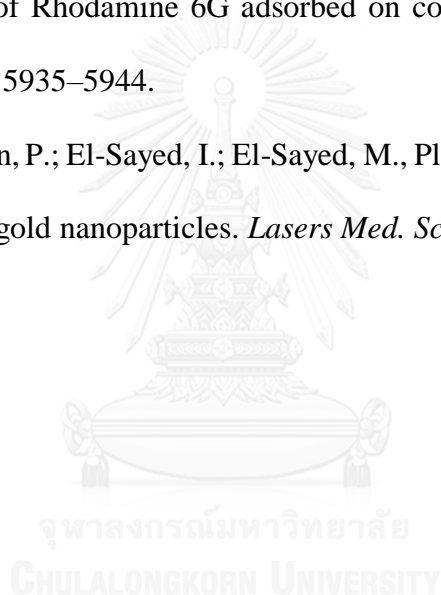 of Rhodamine 6G adsorbed on co
5935–5944.
n, P.; El-Sayed, I.; El-Sayed, M., Pl
gold nanoparticles. Lasers Med. Sc
จุฬาลงกรณ์มหาวิทยาลัย
CHULALONGKORN UNIVERSITY